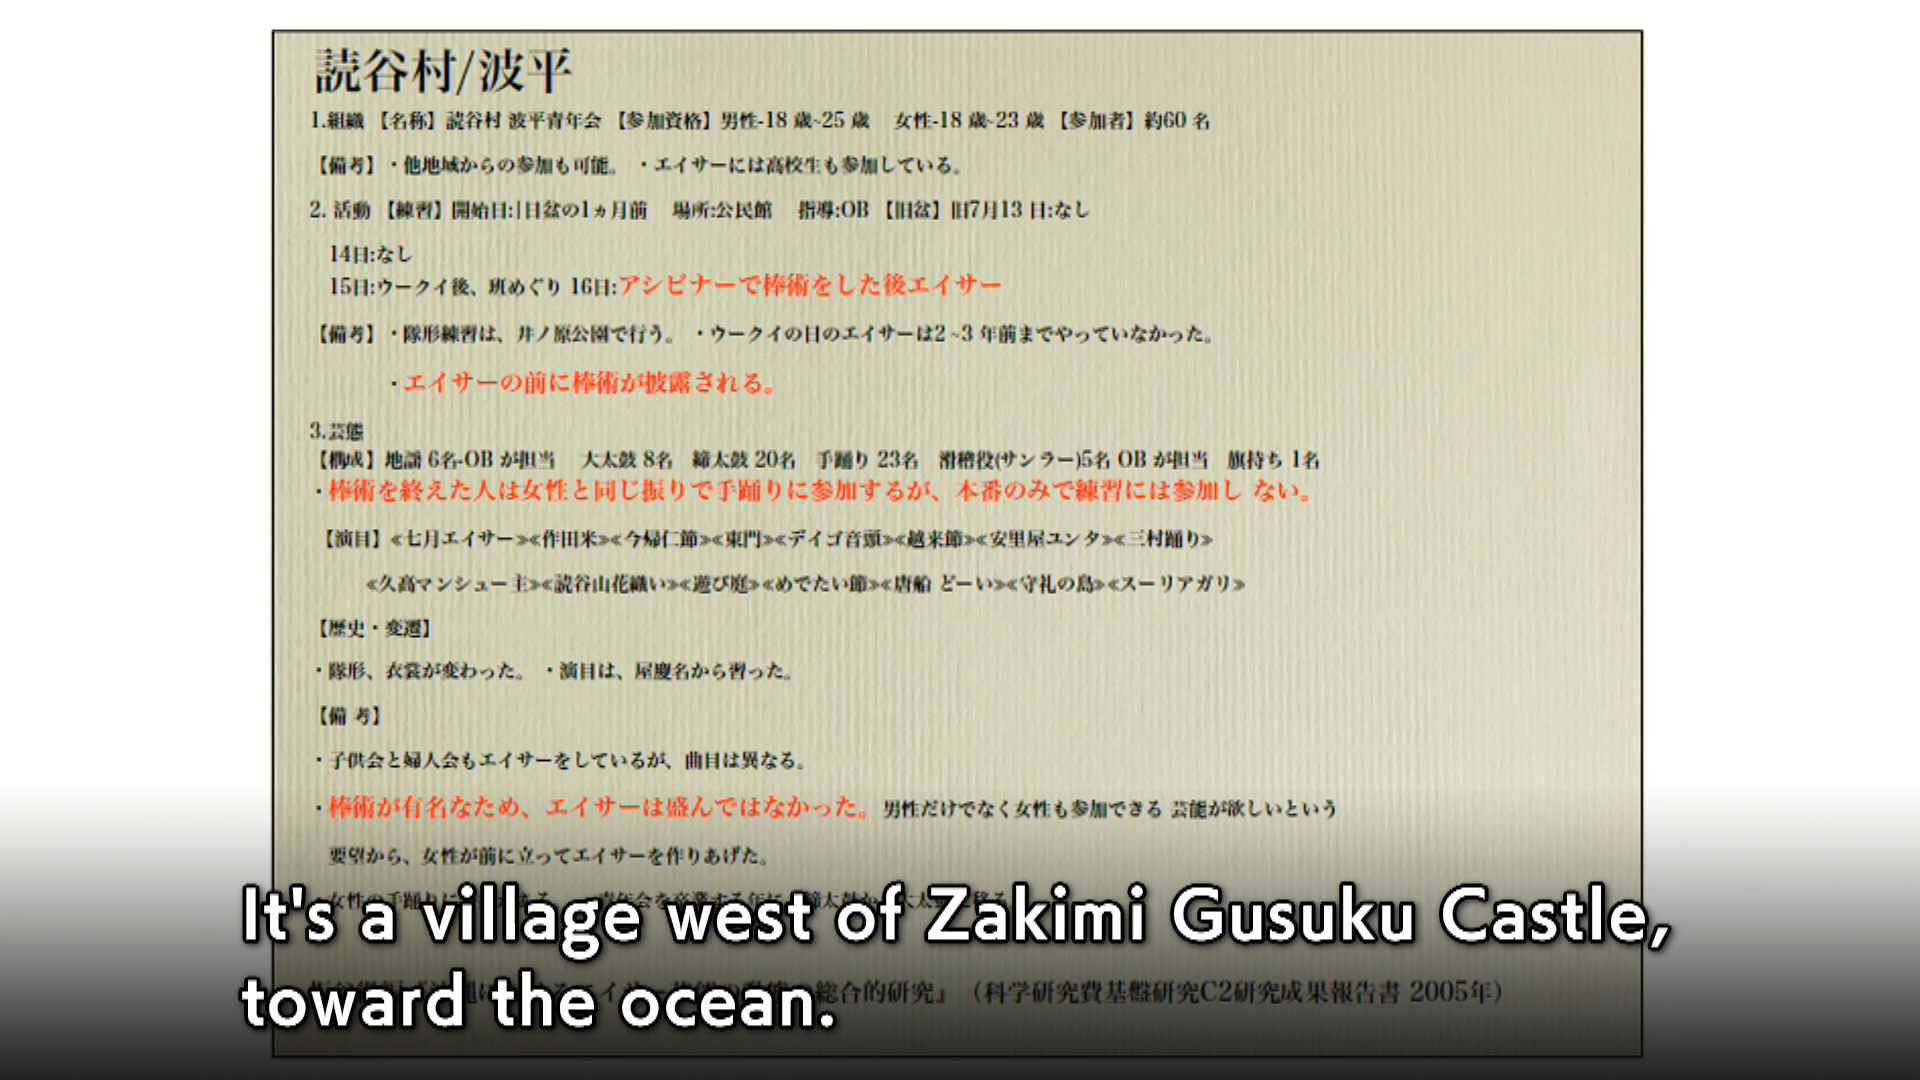 読谷村/波平
1.組織 【名称】読谷村 波平青年会 【参加資格】男性-18 歳~25 歳　女性-18 歳~23 歳 【参加者】約60 名
【備考】・他地域からの参加も可能。 ・エイサーには高校生も参加している。
2. 活動 【練習】開始日:旧盆の1ヵ月前　場所:公民館　指導:OB 【旧盆】旧7月13 日:なし
14日:なし
15日:ウークイ後、班めぐり 16日:アシビナーで棒術をした後エイサー
【備考】・隊形練習は、井ノ原公園で行う。 ・ウークイの日のエイサーは2~3 年前までやっていなかった。
・エイサーの前に棒術が披露される。
3.芸態
【構成】地謡 6名-OB が担当　大太鼓 8名　締太鼓 20名　手踊り 23名　滑稽役(サンラー)5名 OB が担当　旗持ち 1名
・棒術を終えた人は女性と同じ振りで手踊りに参加するが、本番のみで練習には参加し ない。
【演目】≪七月エイサー≫≪作田米≫≪今帰仁節≫≪東門≫≪デイゴ音頭≫≪越来節≫≪安里屋ユンタ≫≪三村踊り≫
≪久高マンシュー主≫≪読谷山花織い≫≪遊び庭≫≪めでたい節≫≪唐船 どーい≫≪守礼の島≫≪スーリアガリ≫
【歴史・変遷】
・隊形、衣裳が変わった。 ・演目は、屋慶名から習った。
【備 考】
・子供会と婦人会もエイサーをしているが、曲目は異なる。
・棒術が有名なため、エイサーは盛んではなかった。男性だけでなく女性も参加できる 芸能が欲しいという
要望から、女性が前に立ってエイサーを作りあげた。
・女性の手踊りに
総合的研究』（科学研究費基盤研究C2研究成果報告書 2005年）
It's a village west of Zakimi Gusuku Castle,
toward the ocean.